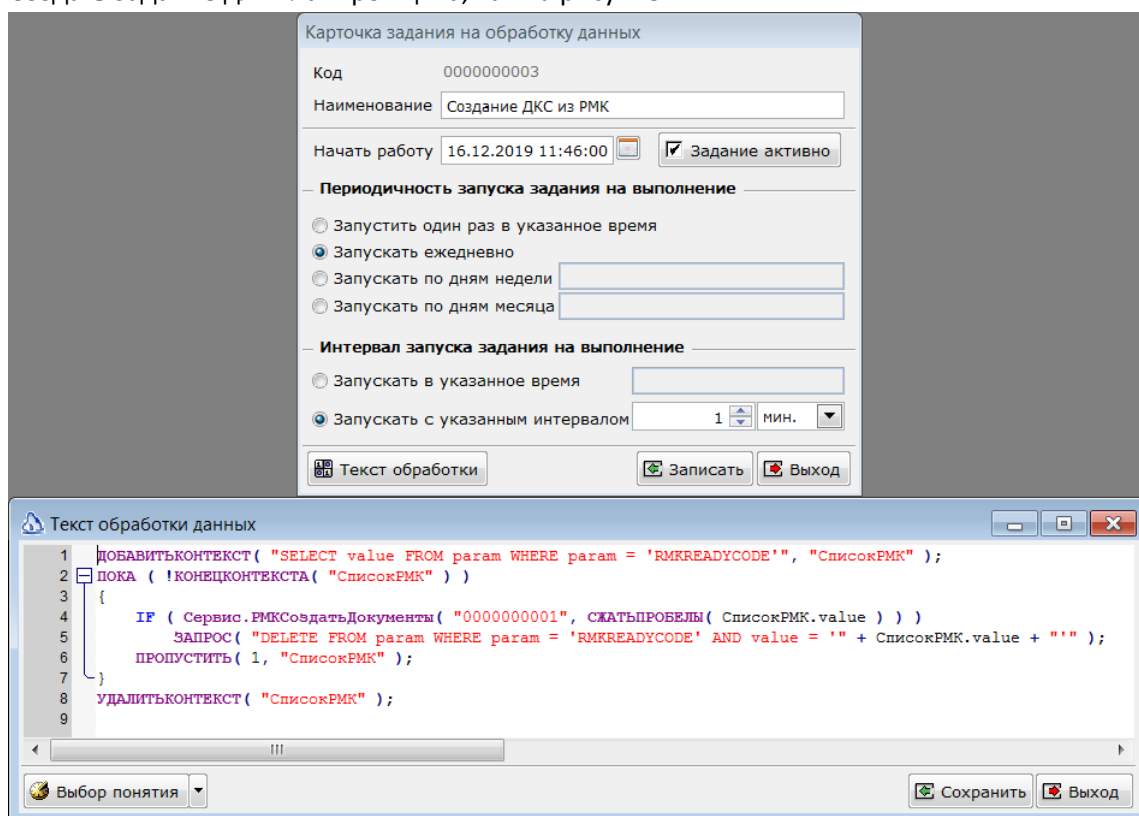 Карточка задания на обработку данных
Код 0000000003
Наименование Создание ДКС из РМК
Начать работу 16.12.2019 11:46:00 Задание активно
Периодичность запуска задания на выполнение
Запустить один раз в указанное время
Запускать ежедневно
Запускать по дням недели
Запускать по дням месяца
Интервал запуска задания на выполнение
Запускать в указанное время
Запускать с указанным интервалом 1 мин.
Текст обработки Записать Выход
Текст обработки данных
1 ДОБАВИТЬКОНТЕКСТ( "SELECT value FROM param WHERE param = 'RMKREADYCODE'", "СписокРМК" );
2 ПОКА ( !КОНЕЦКОНТЕКСТА( "СписокРМК" ) )
3 {
4 IF ( Сервис.РМКСоздатьДокументы( "0000000001", СЖАТЬПРОБЕЛЫ( СписокРМК.value ) ) )
5 ЗАПРОС( "DELETE FROM param WHERE param = 'RMKREADYCODE' AND value = '" + СписокРМК.value + "'" );
6 ПРОПУСТИТЬ( 1, "СписокРМК" );
7 }
8 УДАЛИТЬКОНТЕКСТ( "СписокРМК" );
9
Выбор понятия Сохранить Выход